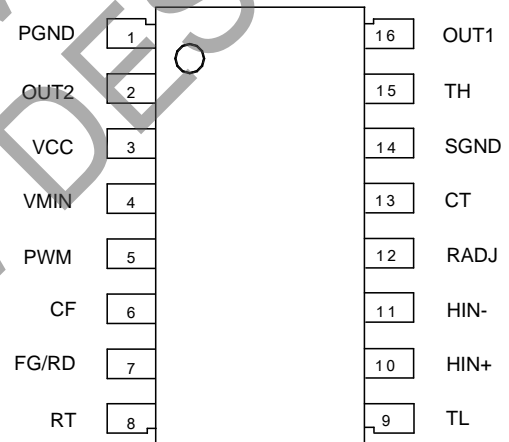 PGND 1 16 OUT1
OUT2 2 15 TH
VCC 3 14 SGND
VMIN 4 13 CT
PWM 5 12 RADJ
CF 6 11 HIN-
FG/RD 7 10 HIN+
RT 8 9 TL
DES